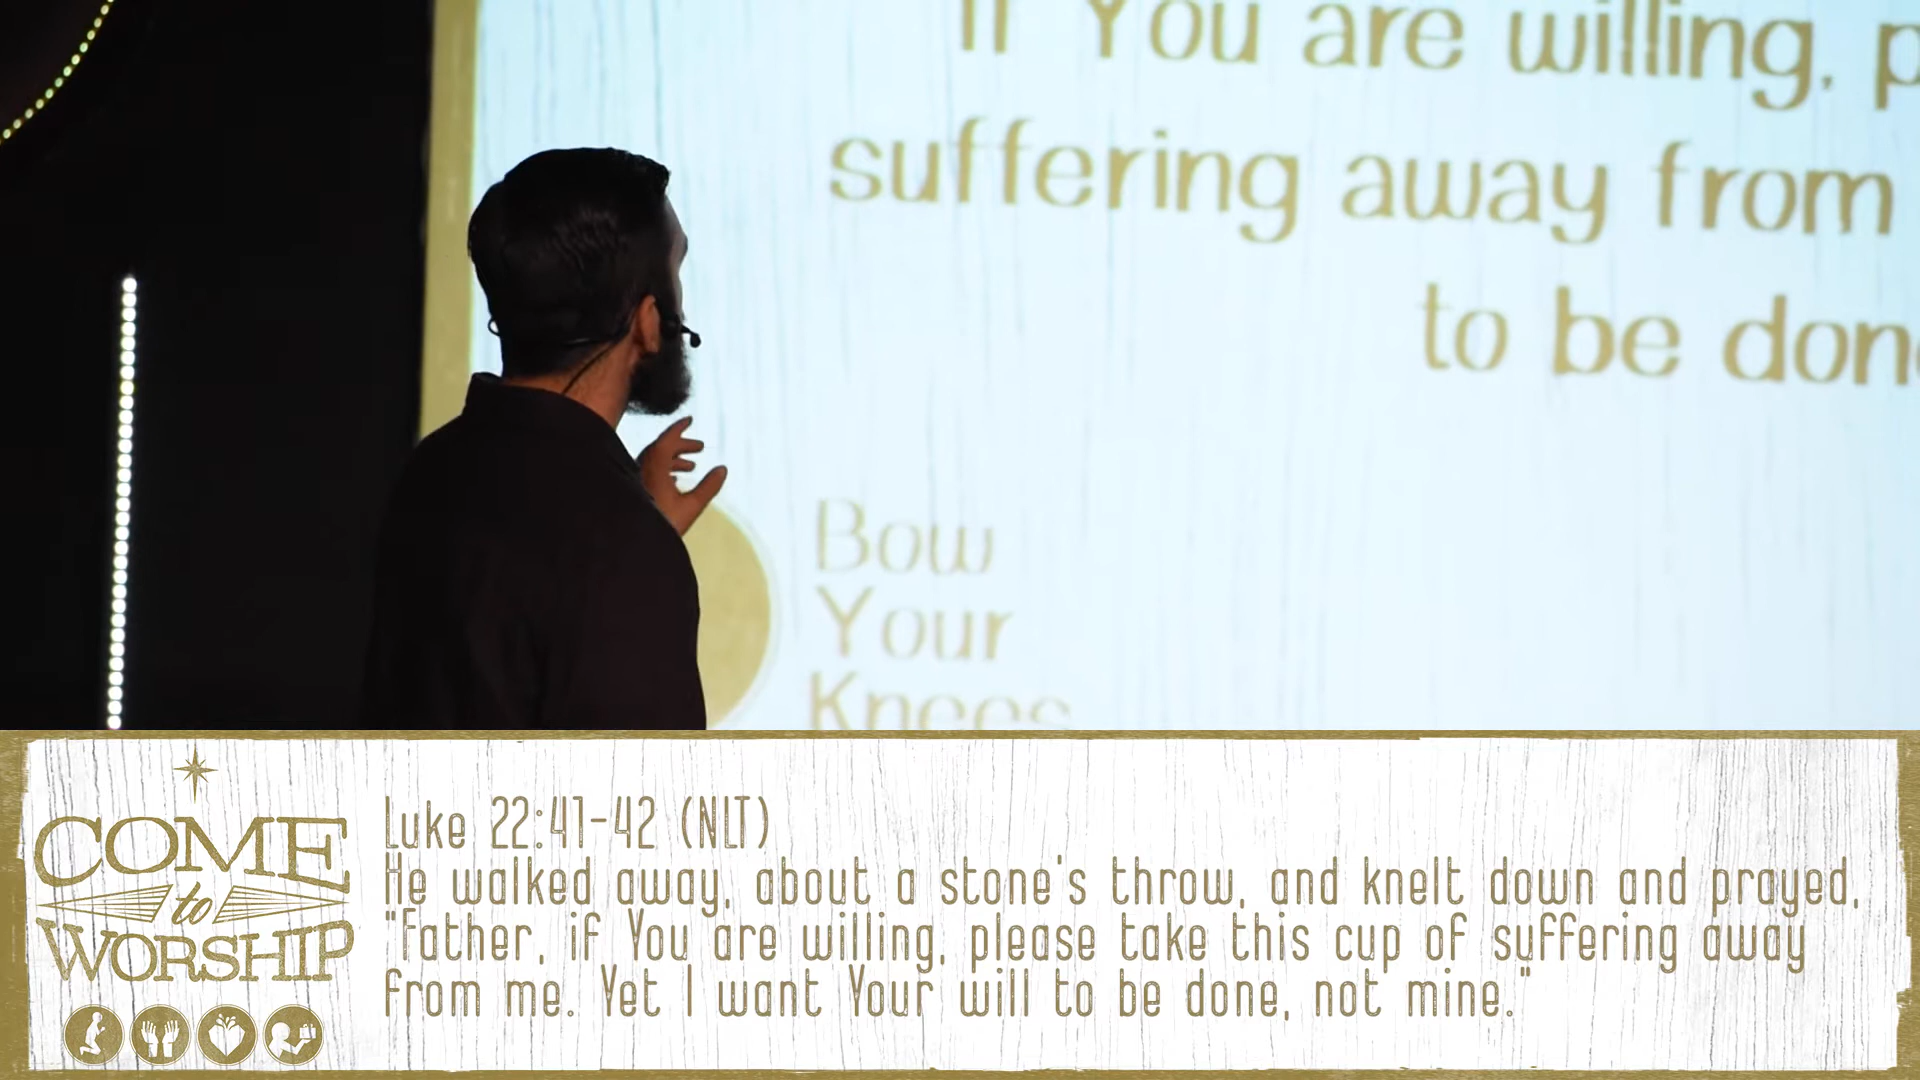 If You are willing, p
suffering away from
to be don
Bow
Your
Knees
COME
to
WORSHIP
Luke 22:41-42 (NLT)
He walked away, about a stone's throw, and knelt down and prayed,
"Father, if You are willing, please take this cup of suffering away
from me. Yet I want Your will to be done, not mine."